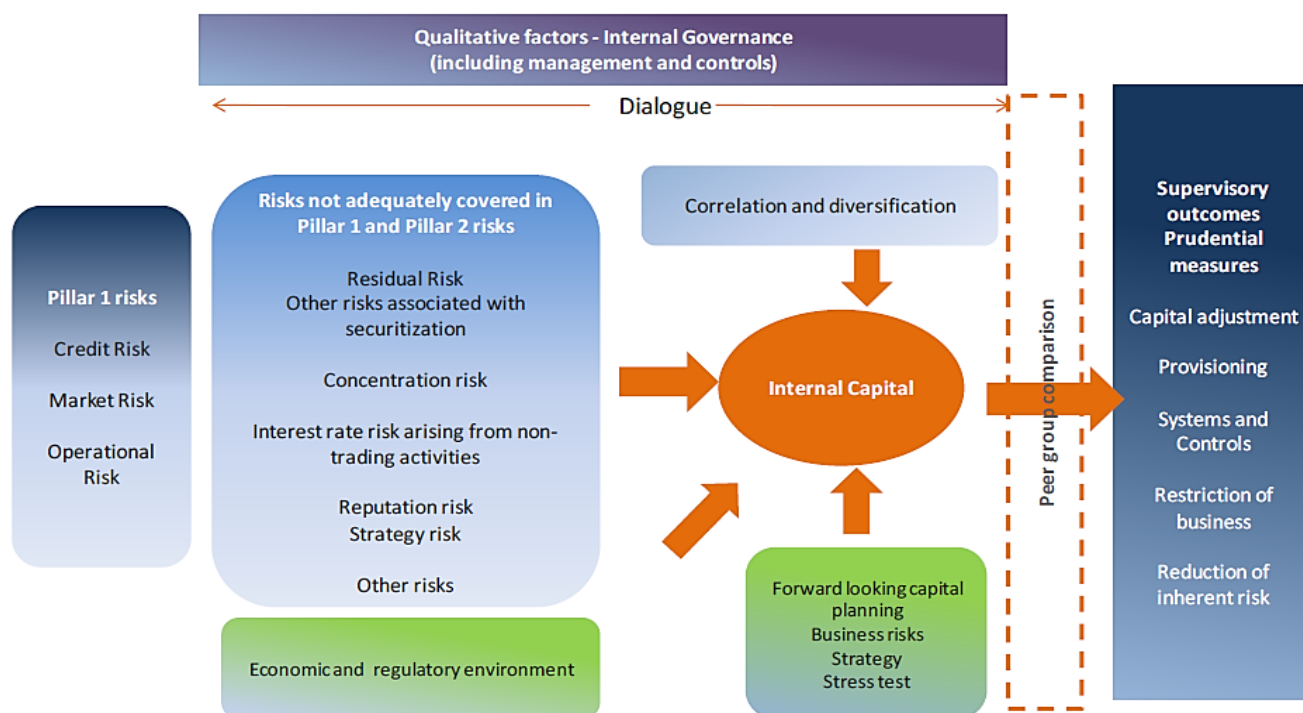 Qualitative factors - Internal Governance
(including management and controls)
Dialogue
Pillar 1 risks
Credit Risk
Market Risk
Operational
Risk
Risks not adequately covered in
Pillar 1 and Pillar 2 risks
Residual Risk
Other risks associated with
securitization
Concentration risk
Interest rate risk arising from non-
trading activities
Reputation risk
Strategy risk
Other risks
Economic and regulatory environment
Correlation and diversification
Internal Capital
Forward looking capital
planning
Business risks
Strategy
Stress test
Peer group comparison
Supervisory
outcomes
Prudential
measures
Capital adjustment
Provisioning
Systems and
Controls
Restriction of
business
Reduction of
inherent risk